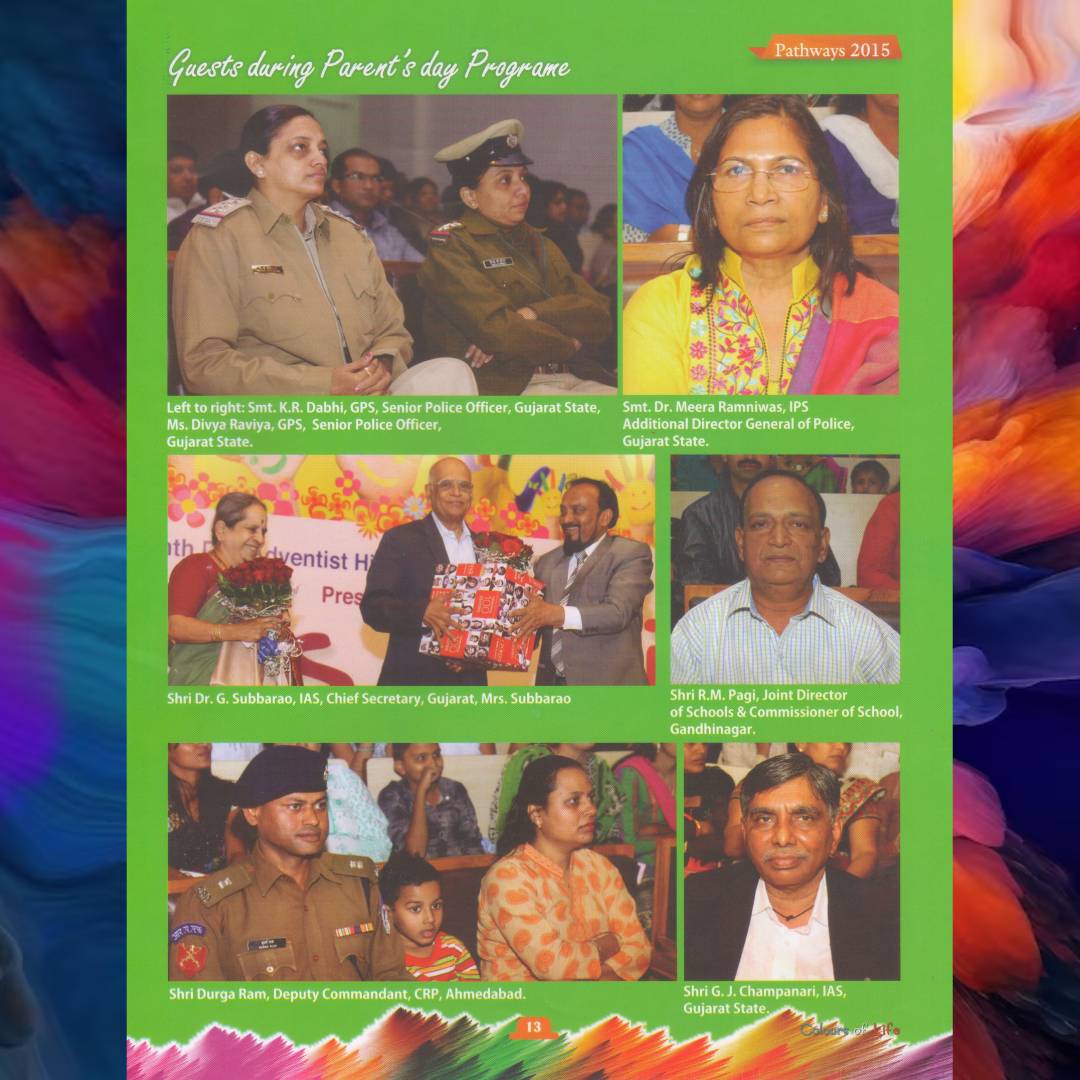 Guests during Parent's day Programe
Pathways 2015
Left to right: Smt. K.R. Dabhi, GPS, Senior Police Officer, Gujarat State,
Ms. Divya Raviya, GPS, Senior Police Officer,
Gujarat State.
Smt. Dr. Meera Ramniwas, IPS
Additional Director General of Police,
Gujarat State.
nth
dventist Hi
Pres
Shri Dr. G. Subbarao, IAS, Chief Secretary, Gujarat, Mrs. Subbarao
Shri R.M. Pagi, Joint Director
of Schools & Commissioner of School,
Gandhinagar.
Shri Durga Ram, Deputy Commandant, CRP, Ahmedabad.
Shri G. J. Champanari, IAS,
Gujarat State.
13
Colours of Life